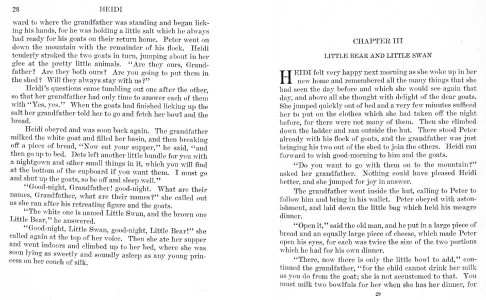 28 HEIDI
ward to where the grandfather was standing and began lick-
ing his hands, for he was holding a little salt which he always
had ready for his goats on their return home. Peter went on
down the mountain with the remainder of his flock. Heidi
tenderly stroked the two goats in turn, jumping about in her
glee at the pretty little animals. "Are they ours, Grand-
father? Are they both ours? Are you going to put them in
the shed? Will they always stay with me?"
Heidi's questions came tumbling out one after the other,
so that her grandfather had only time to answer each of them
with "Yes, yes." When the goats had finished licking up the
salt her grandfather told her to go and fetch her bowl and the
bread.
Heidi obeyed and was soon back again. The grandfather
milked the white goat and filled her basin, and then breaking
off a piece of bread, "Now eat your supper," he said, "and
then go up to bed. Dete left another little bundle for you with
a nightgown and other small things in it, which you will find
at the bottom of the cupboard if you want them. I must go
and shut up the goats, so be off and sleep well."
"Good-night, Grandfather! good-night. What are their
names, Grandfather, what are their names?" she called out
as she ran after his retreating figure and the goats.
"The white one is named Little Swan, and the brown one
Little Bear," he answered.
"Good-night, Little Swan, good-night, Little Bear!" she
called again at the top of her voice. Then she ate her supper
and went indoors and climbed up to her bed, where she was
soon lying as sweetly and soundly asleep as any young prin-
cess on her couch of silk.
CHAPTER III
LITTLE BEAR AND LITTLE SWAN
HEIDI felt very happy next morning as she woke up in her
new home and remembered all the many things that she
had seen the day before and which she would see again that
day, and above all she thought with delight of the dear goats.
She jumped quickly out of bed and a very few minutes sufficed
her to put on the clothes which she had taken off the night
before, for there were not many of them. Then she climbed
down the ladder and ran outside the hut. There stood Peter
already with his flock of goats, and the grandfather was just
bringing his two out of the shed to join the others. Heidi ran
forward to wish good-morning to him and the goats.
"Do you want to go with them on to the mountain?"
asked her grandfather. Nothing could have pleased Heidi
better, and she jumped for joy in answer.
The grandfather went inside the hut, calling to Peter to
follow him and bring in his wallet. Peter obeyed with aston-
ishment, and laid down the little bag which held his meagre
dinner.
"Open it," said the old man, and he put in a large piece of
bread and an equally large piece of cheese, which made Peter
open his eyes, for each was twice the size of the two portions
which he had for his own dinner.
"There, now there is only the little bowl to add," con-
tinued the grandfather, "for the child cannot drink her milk
as you do from the goat; she is not accustomed to that. You
must milk two bowlfuls for her when she has her dinner, for
29